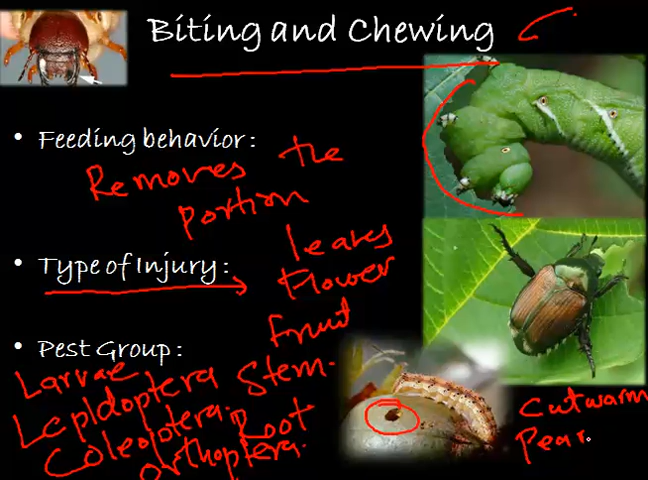 Biting and Chewing
Feeding behavior :
Removes the
portion
Type of Injury :
leaves
flower
fruit
Stem.
Root
Pest Group :
Larvae
Lepidoptera
Coleoptera.
Orthoptera.
Cutwarm
Pear